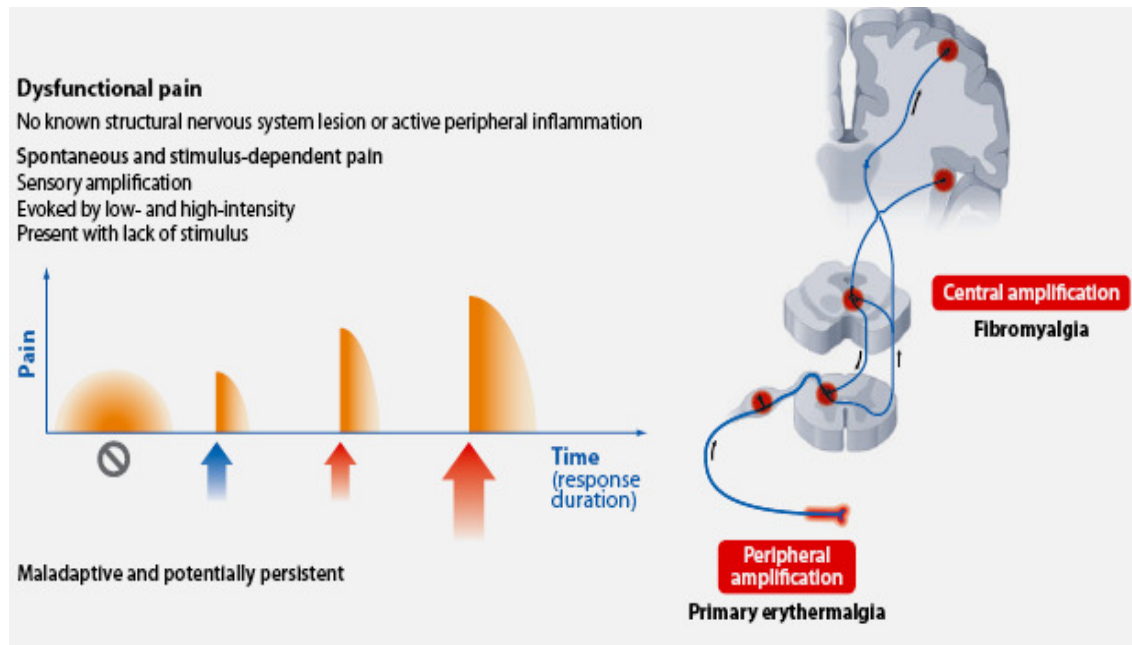 Dysfunctional pain
No known structural nervous system lesion or active peripheral inflammation
Spontaneous and stimulus-dependent pain
Sensory amplification
Evoked by low- and high-intensity
Present with lack of stimulus
Pain
Time
(response
duration)
Maladaptive and potentially persistent
Central amplification
Fibromyalgia
Peripheral
amplification
Primary erythermalgia